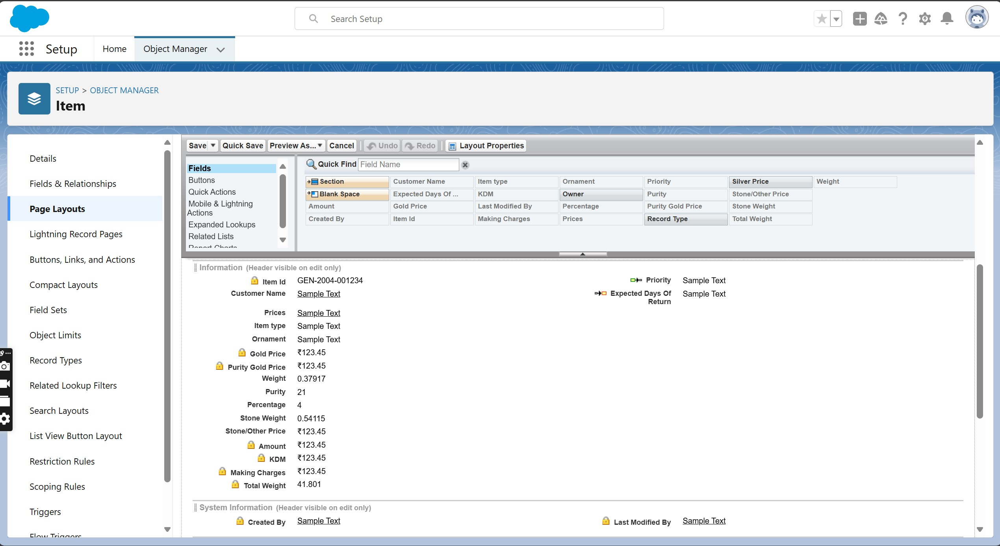 Search Setup
Setup
Home
Object Manager
SETUP > OBJECT MANAGER
Item
Details
Fields & Relationships
Page Layouts
Lightning Record Pages
Buttons, Links, and Actions
Compact Layouts
Field Sets
Object Limits
Record Types
Related Lookup Filters
Search Layouts
List View Button Layout
Restriction Rules
Scoping Rules
Triggers
Flow Triggers
Save
Quick Save
Preview As...
Cancel
Undo
Redo
Layout Properties
Fields
Buttons
Quick Actions
Mobile & Lightning
Actions
Expanded Lookups
Related Lists
Report Charts
Quick Find Field Name
Section Customer Name Item type Ornament Priority Silver Price Weight
Blank Space Expected Days Of ... KDM Owner Purity Stone/Other Price
Amount Gold Price Last Modified By Percentage Purity Gold Price Stone Weight
Created By Item Id Making Charges Prices Record Type Total Weight
Information (Header visible on edit only)
Item Id GEN-2004-001234 Priority Sample Text
Customer Name Sample Text Expected Days Of Sample Text
Return
Prices Sample Text
Item type Sample Text
Ornament Sample Text
Gold Price ₹123.45
Purity Gold Price ₹123.45
Weight 0.37917
Purity 21
Percentage 4
Stone Weight 0.54115
Stone/Other Price ₹123.45
Amount ₹123.45
KDM ₹123.45
Making Charges ₹123.45
Total Weight 41.801
System Information (Header visible on edit only)
Created By Sample Text Last Modified By Sample Text